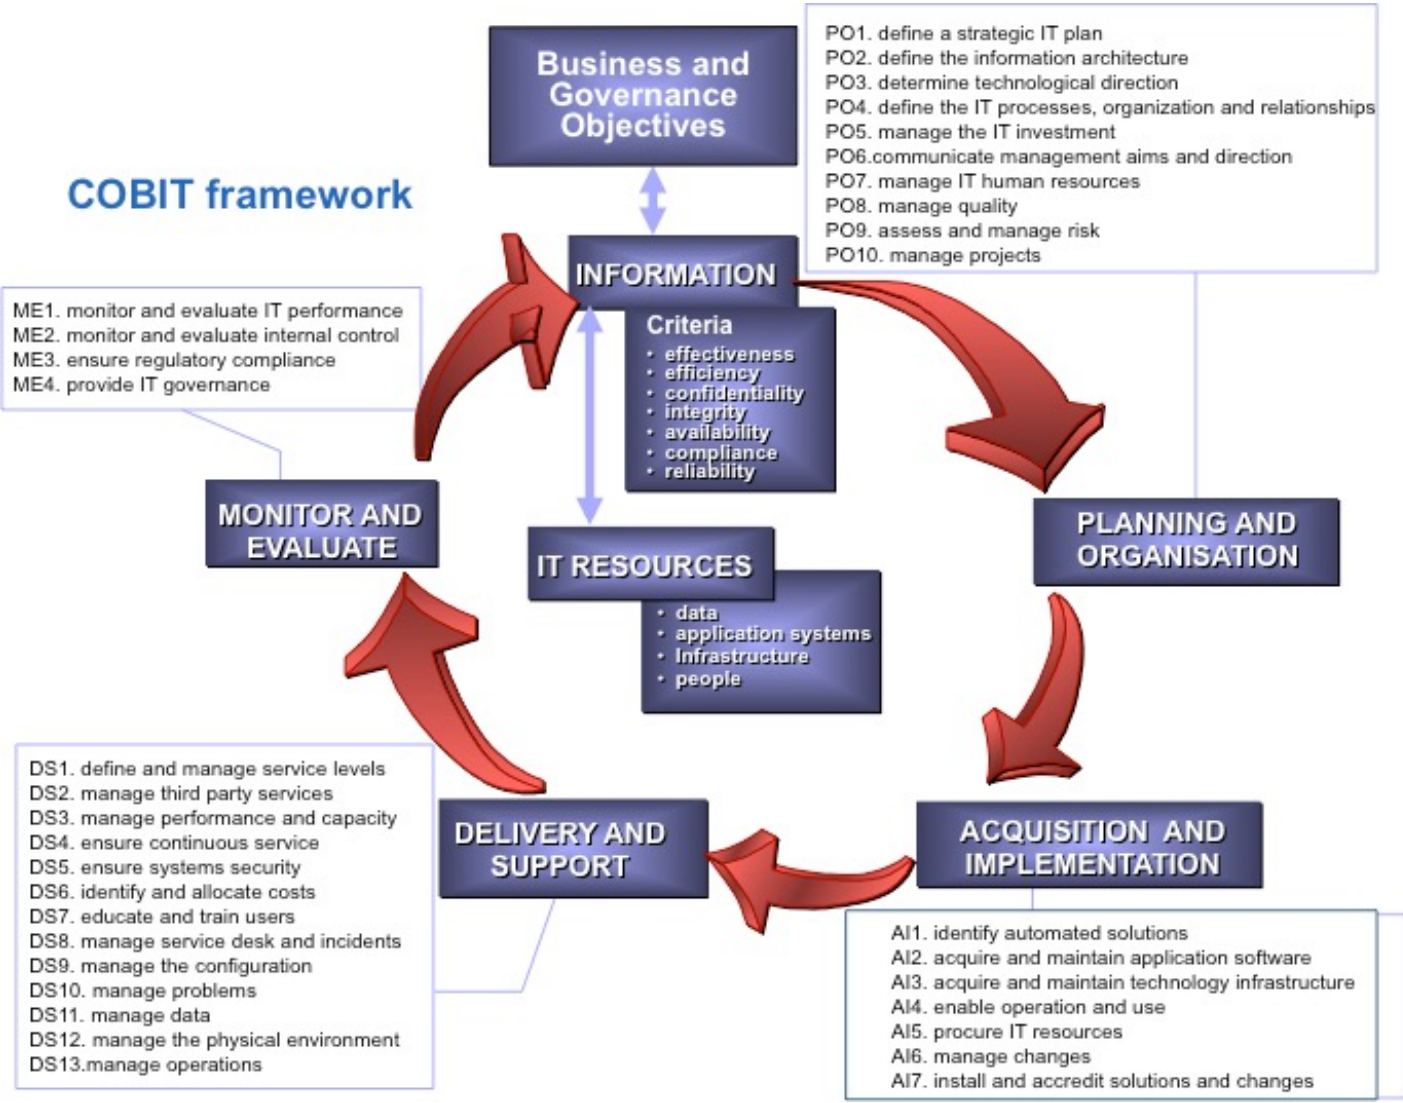 Business and
Governance
Objectives
PO1. define a strategic IT plan
PO2. define the information architecture
PO3. determine technological direction
PO4. define the IT processes, organization and relationships
PO5. manage the IT investment
PO6.communicate management aims and direction
PO7. manage IT human resources
PO8. manage quality
PO9. assess and manage risk
PO10. manage projects
COBIT framework
INFORMATION
Criteria
• effectiveness
• efficiency
• confidentiality
• integrity
• availability
• compliance
• reliability
ME1. monitor and evaluate IT performance
ME2. monitor and evaluate internal control
ME3. ensure regulatory compliance
ME4. provide IT governance
MONITOR AND
EVALUATE
IT RESOURCES
• data
• application systems
• Infrastructure
• people
PLANNING AND
ORGANISATION
DS1. define and manage service levels
DS2. manage third party services
DS3. manage performance and capacity
DS4. ensure continuous service
DS5. ensure systems security
DS6. identify and allocate costs
DS7. educate and train users
DS8. manage service desk and incidents
DS9. manage the configuration
DS10. manage problems
DS11. manage data
DS12. manage the physical environment
DS13.manage operations
DELIVERY AND
SUPPORT
ACQUISITION AND
IMPLEMENTATION
AI1. identify automated solutions
AI2. acquire and maintain application software
AI3. acquire and maintain technology infrastructure
AI4. enable operation and use
AI5. procure IT resources
AI6. manage changes
AI7. install and accredit solutions and changes